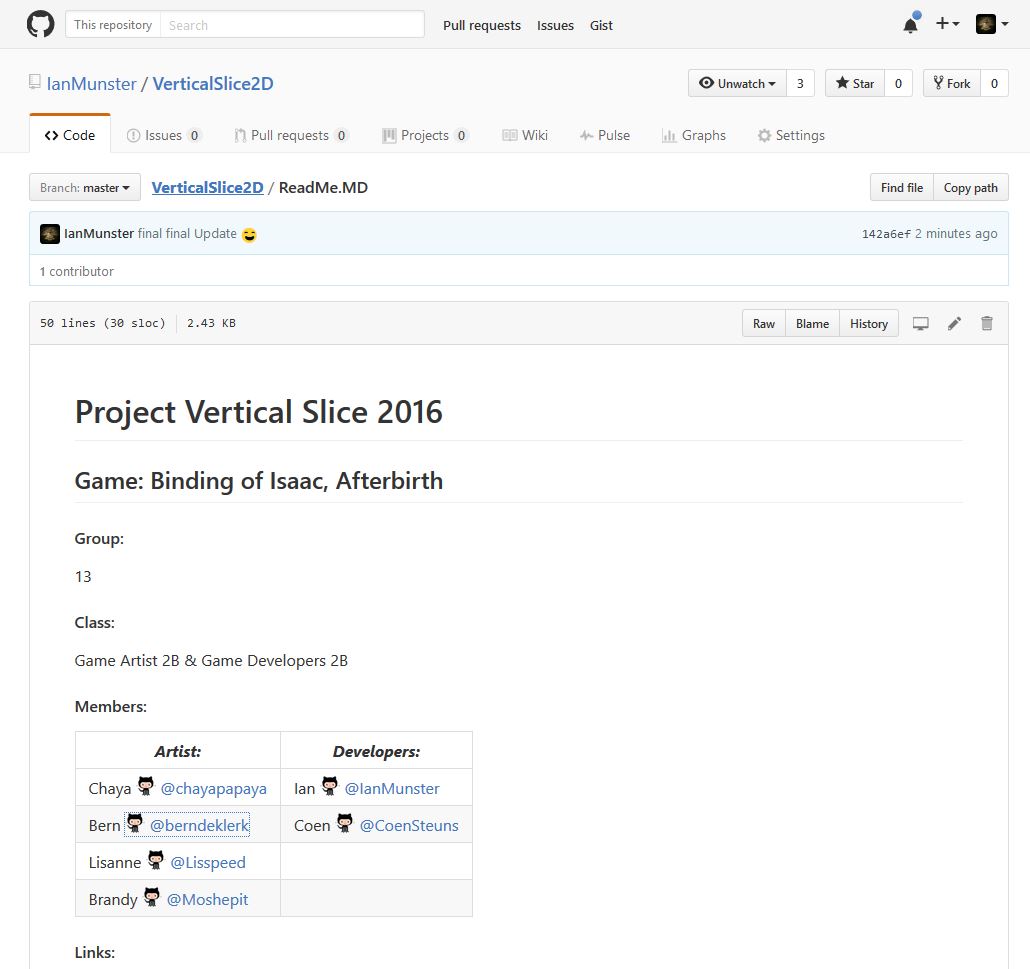 This repository Search Pull requests Issues Gist
IanMunster / VerticalSlice2D Unwatch 3 Star 0 Fork 0
Code Issues 0 Pull requests 0 Projects 0 Wiki Pulse Graphs Settings
Branch: master VerticalSlice2D / ReadMe.MD Find file Copy path
IanMunster final final Update 142a6ef 2 minutes ago
1 contributor
50 lines (30 sloc) 2.43 KB Raw Blame History
Project Vertical Slice 2016
Game: Binding of Isaac, Afterbirth
Group:
13
Class:
Game Artist 2B & Game Developers 2B
Members:
Artist: Developers:
Chaya @chayapapaya Ian @IanMunster
Bern @berndeklerk Coen @CoenSteuns
Lisanne @Lisspeed
Brandy @Moshepit
Links: